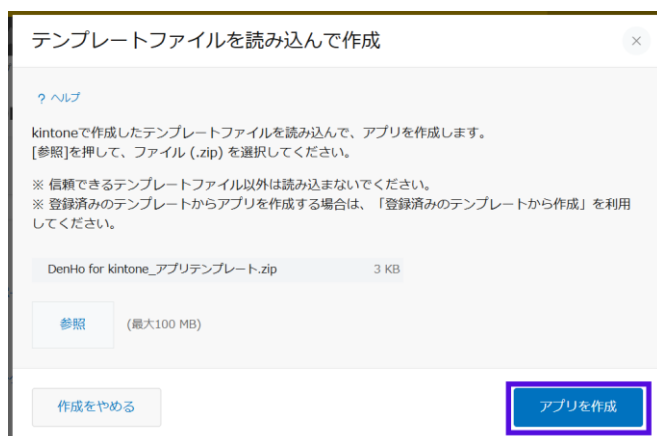 テンプレートファイルを読み込んで作成
×
? ヘルプ
kintoneで作成したテンプレートファイルを読み込んで、アプリを作成します。
[参照]を押して、ファイル (.zip) を選択してください。
※ 信頼できるテンプレートファイル以外は読み込まないでください。
※ 登録済みのテンプレートからアプリを作成する場合は、「登録済みのテンプレートから作成」を利用
してください。
DenHo for kintone_アプリテンプレート.zip 3 KB
参照 (最大100 MB)
作成をやめる アプリを作成